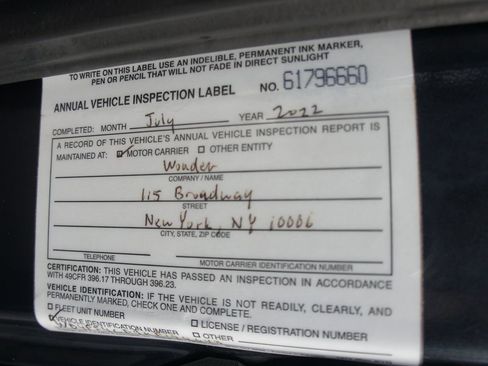 TO WRITE ON THIS LABEL USE AN INDELIBLE, PERMANENT INK MARKER,
PEN OR PENCIL THAT WILL NOT FADE IN DIRECT SUNLIGHT
ANNUAL VEHICLE INSPECTION LABEL NO. 61796660
COMPLETED: MONTH July YEAR 2022
A RECORD OF THIS VEHICLE'S ANNUAL VEHICLE INSPECTION REPORT IS
MAINTAINED AT: MOTOR CARRIER OTHER ENTITY
Wonder
COMPANY / NAME
115 Broadway
STREET
New York, NY 10006
CITY, STATE, ZIP CODE
TELEPHONE MOTOR CARRIER IDENTIFICATION NUMBER
CERTIFICATION: THIS VEHICLE HAS PASSED AN INSPECTION IN ACCORDANCE
WITH 49CFR 396.17 THROUGH 396.23.
VEHICLE IDENTIFICATION: IF THE VEHICLE IS NOT READILY, CLEARLY, AND
PERMANENTLY MARKED, CHECK ONE AND COMPLETE.
FLEET UNIT NUMBER LICENSE / REGISTRATION NUMBER
VEHICLE IDENTIFICATION NUMBER OTHER